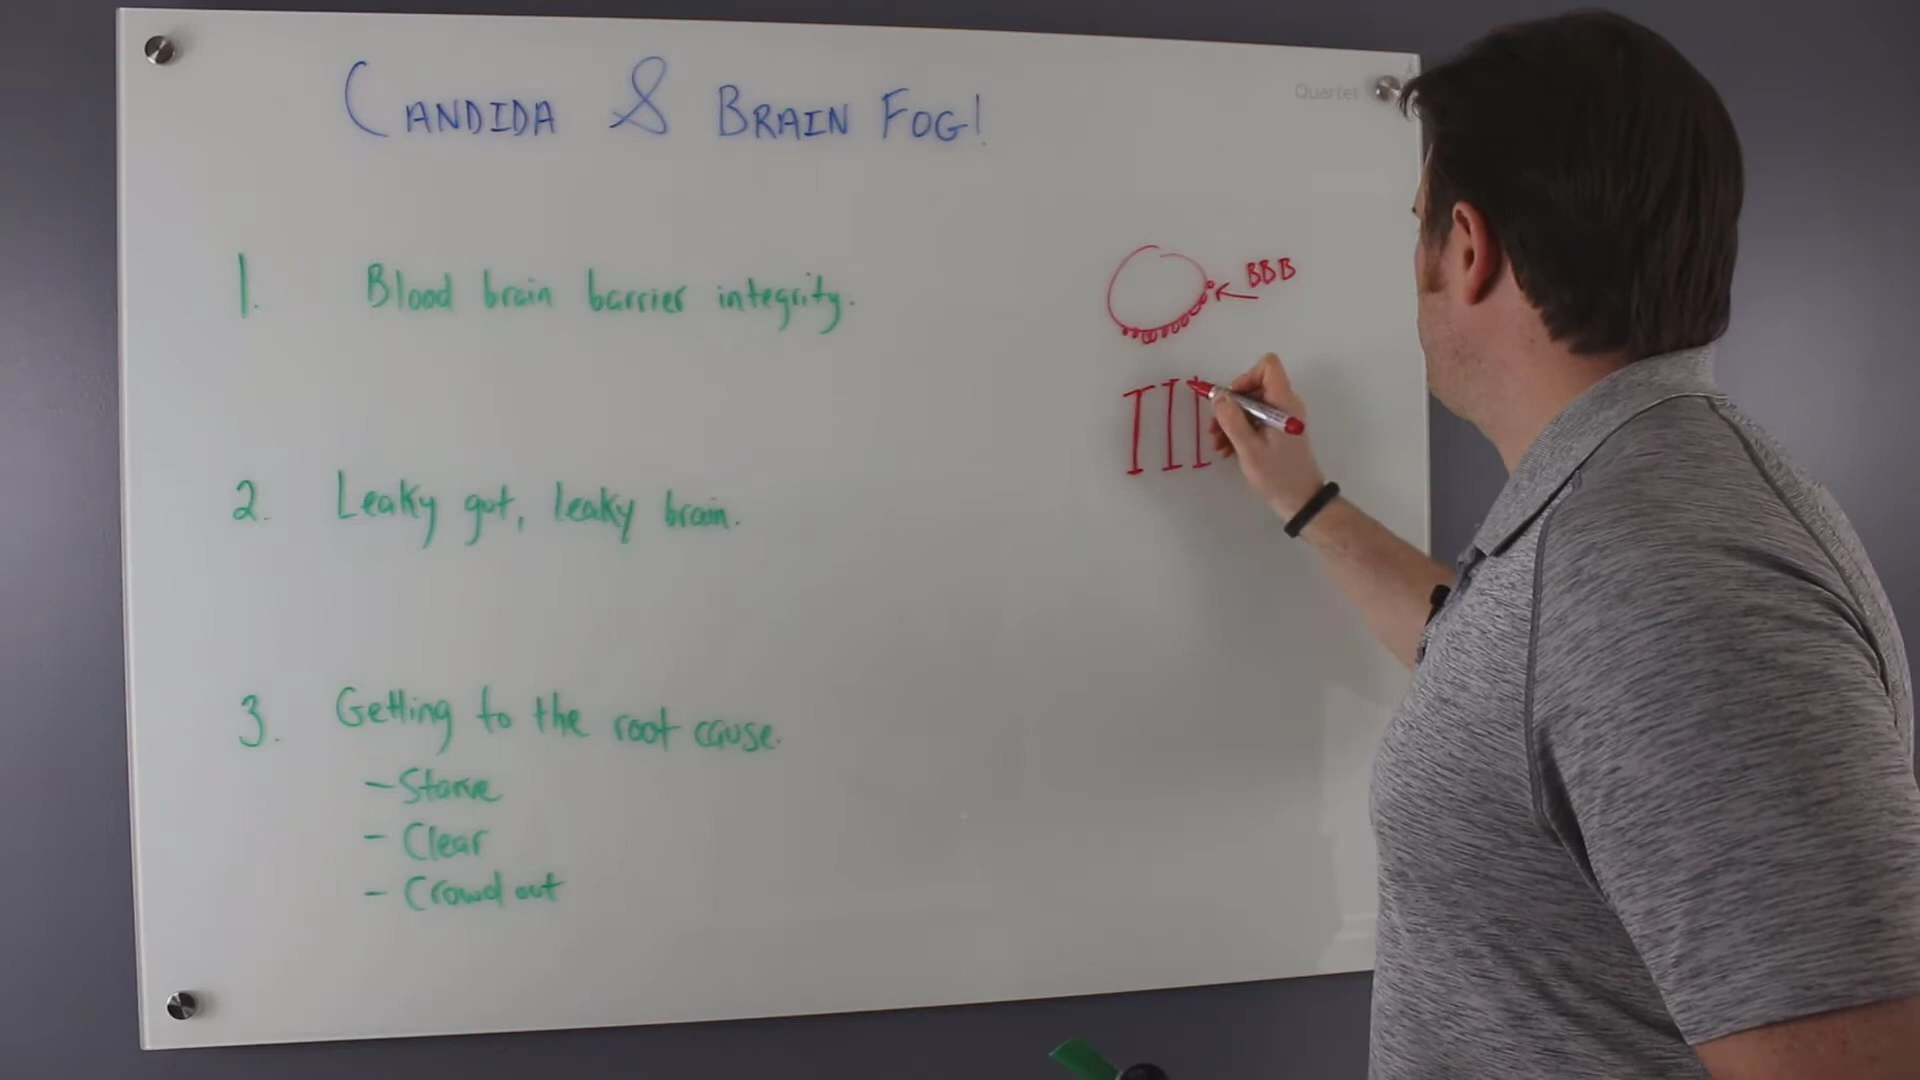 CANDIDA & BRAIN FOG!
Quartet
1. Blood brain barrier integrity.
BBB
2. Leaky gut, leaky brain.
3. Getting to the root cause.
- Starve
- Clear
- Crowd out